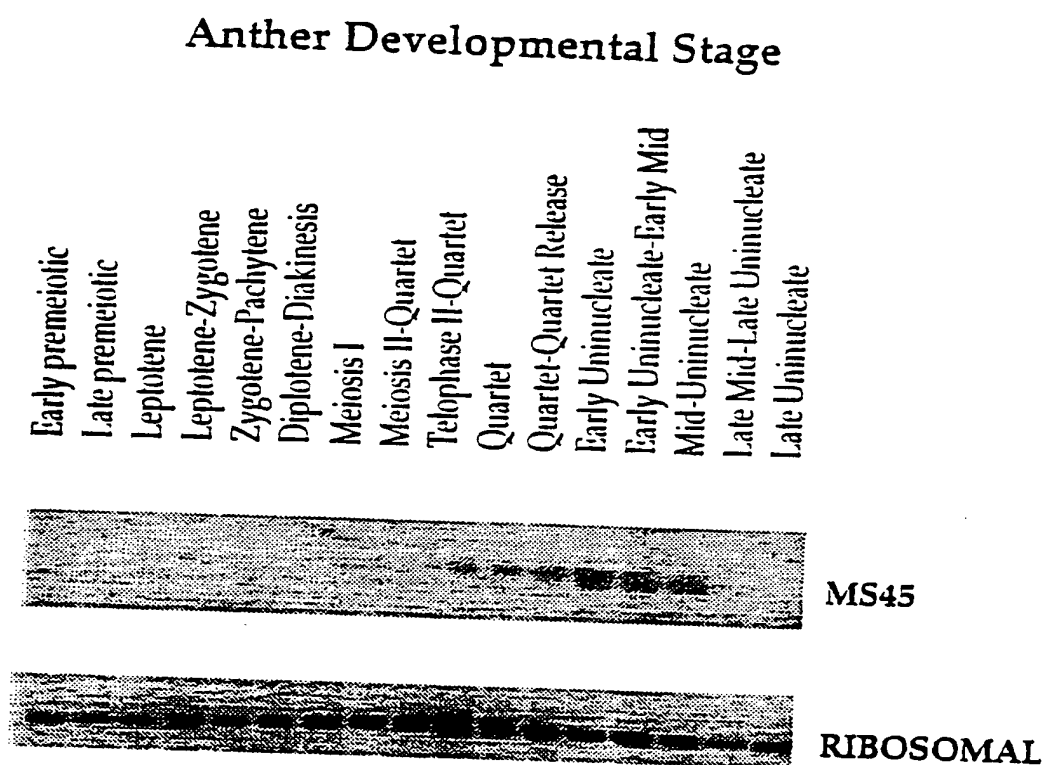 Anther Developmental Stage
Early premeiotic
Late premeiotic
Leptotene
Leptotene-Zygotene
Zygotene-Pachytene
Diplotene-Diakinesis
Meiosis I
Meiosis II-Quartet
Telophase II-Quartet
Quartet
Quartet-Quartet Release
Early Uninucleate
Early Uninucleate-Early Mid
Mid-Uninucleate
Late Mid-Late Uninucleate
Late Uninucleate
MS45
RIBOSOMAL